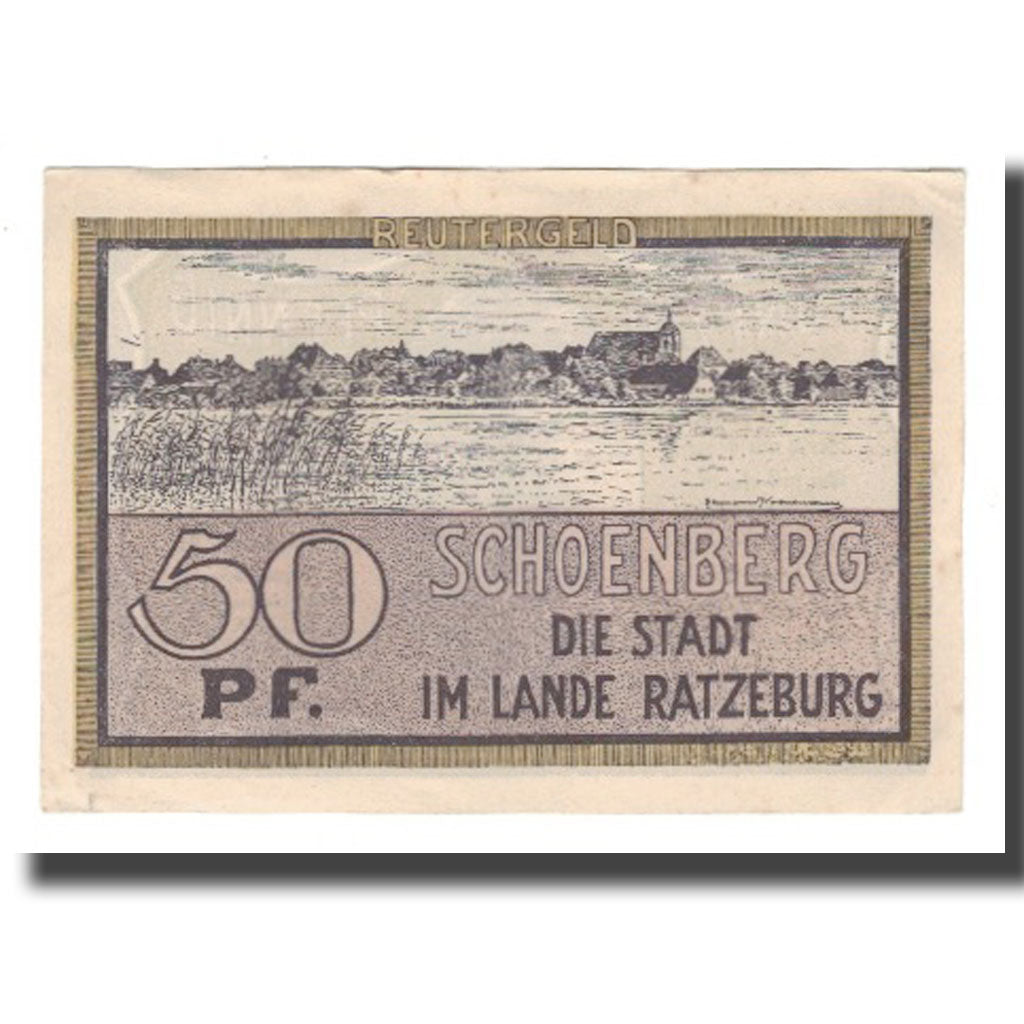 REUTERGELD
50
PF.
SCHOENBERG
DIE STADT
IM LANDE RATZEBURG